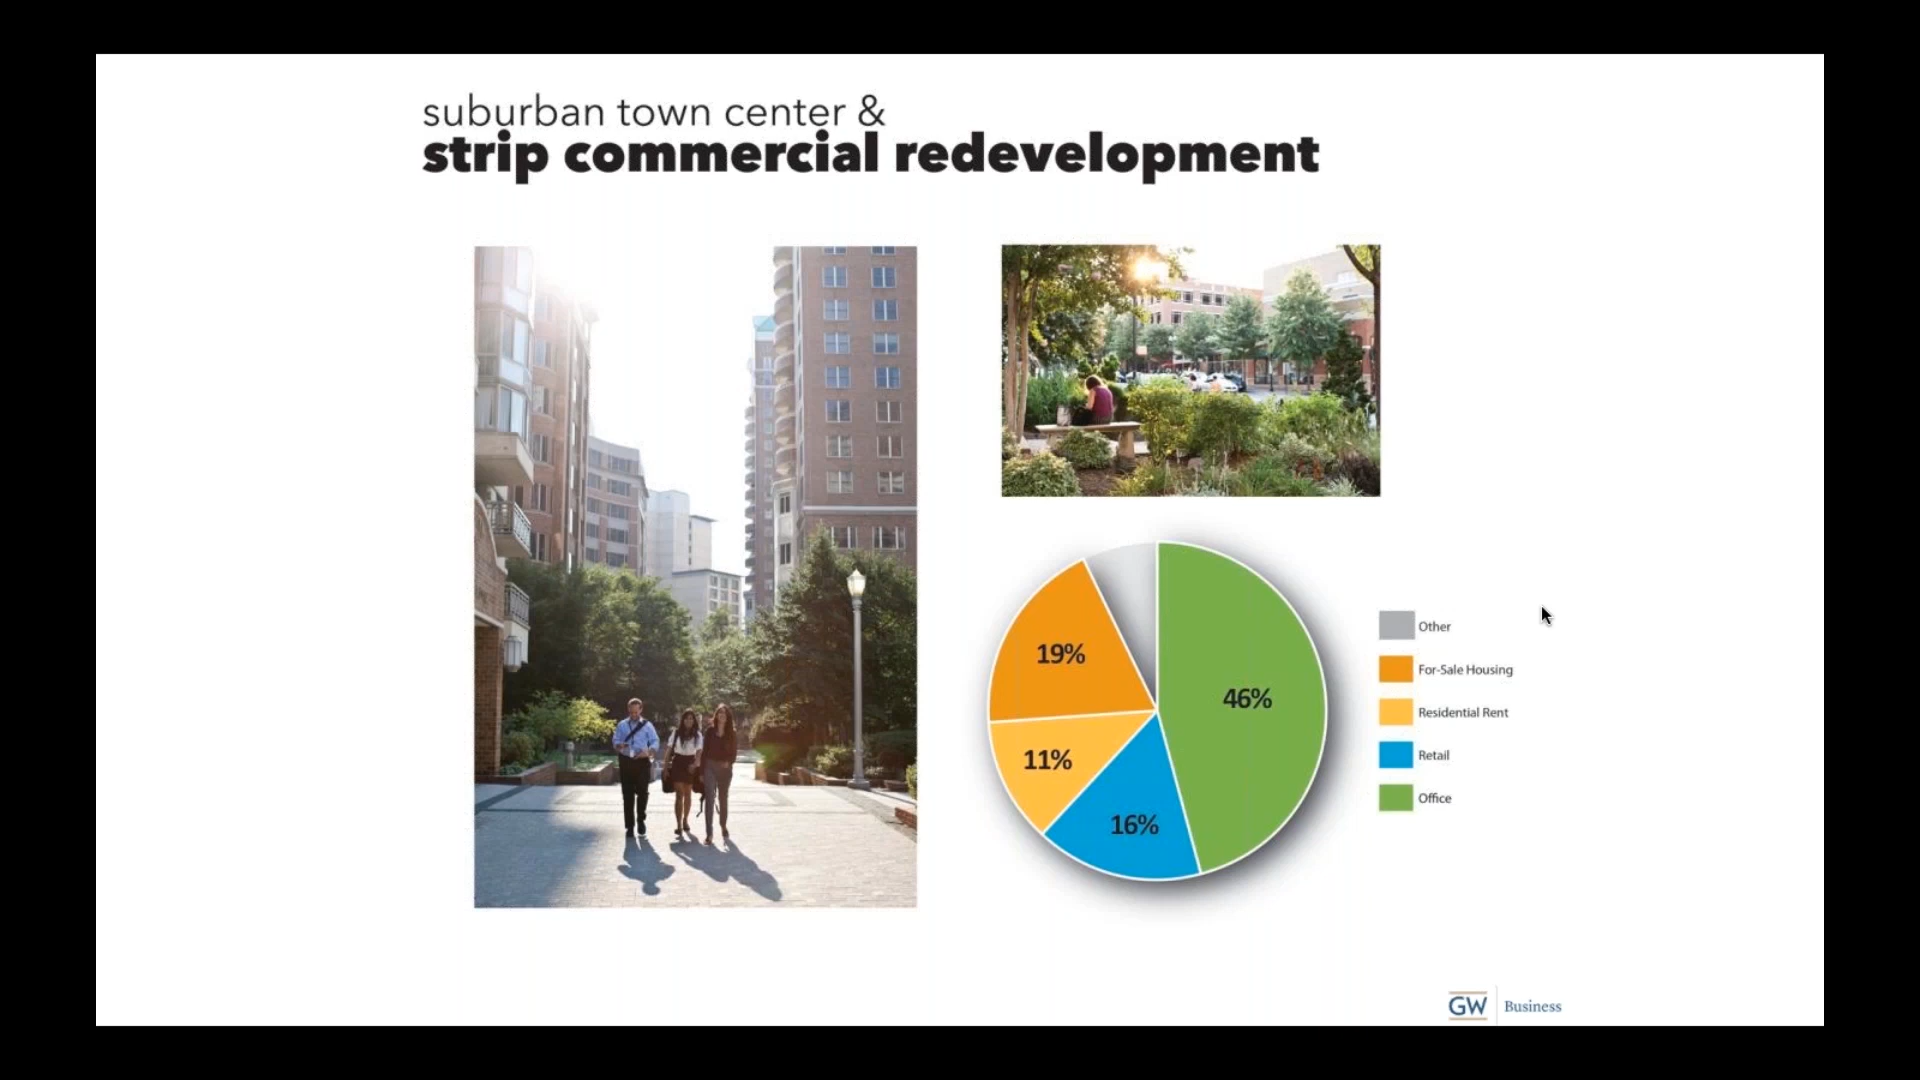 suburban town center &
strip commercial redevelopment
19%
46%
11%
16%
Other
For-Sale Housing
Residential Rent
Retail
Office
GW Business